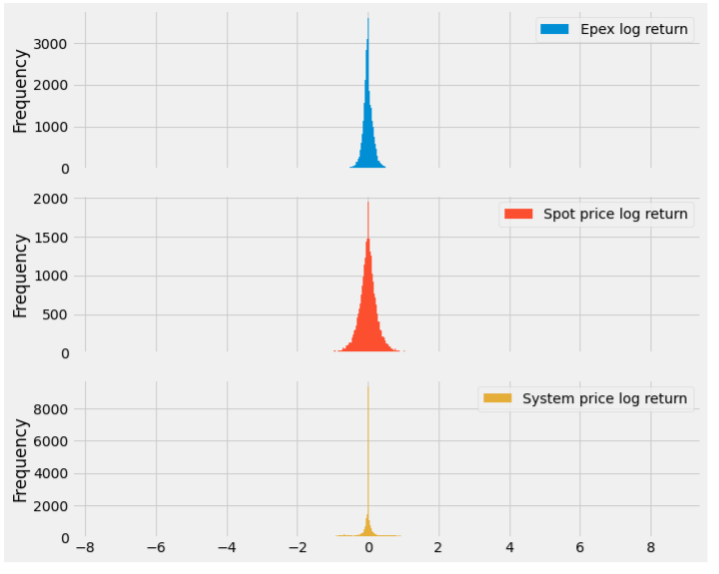 Epex log return
Frequency
3000
2000
1000
0
Spot price log return
Frequency
2000
1500
1000
500
0
System price log return
Frequency
8000
6000
4000
2000
0
−8 −6 −4 −2 0 2 4 6 8